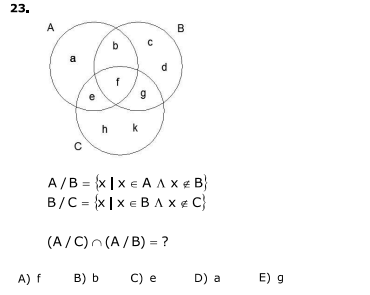 23.
A
B
b
c
a
d
f
e
g
h k
C
A / B = {x | x ∈ A Λ x ∉ B}
B / C = {x | x ∈ B Λ x ∉ C}
(A / C) ∩ (A / B) = ?
A) f B) b C) e D) a E) g